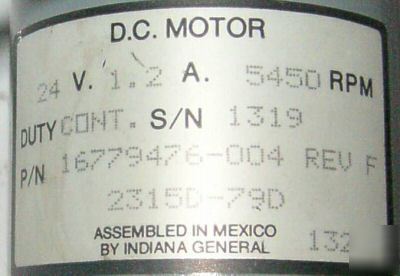 D.C. MOTOR
24 V. 1.2 A. 5450 RPM
DUTY CONT. S/N 1319
P/N 16779476-004 REV F
2315D-79D
ASSEMBLED IN MEXICO
BY INDIANA GENERAL 132